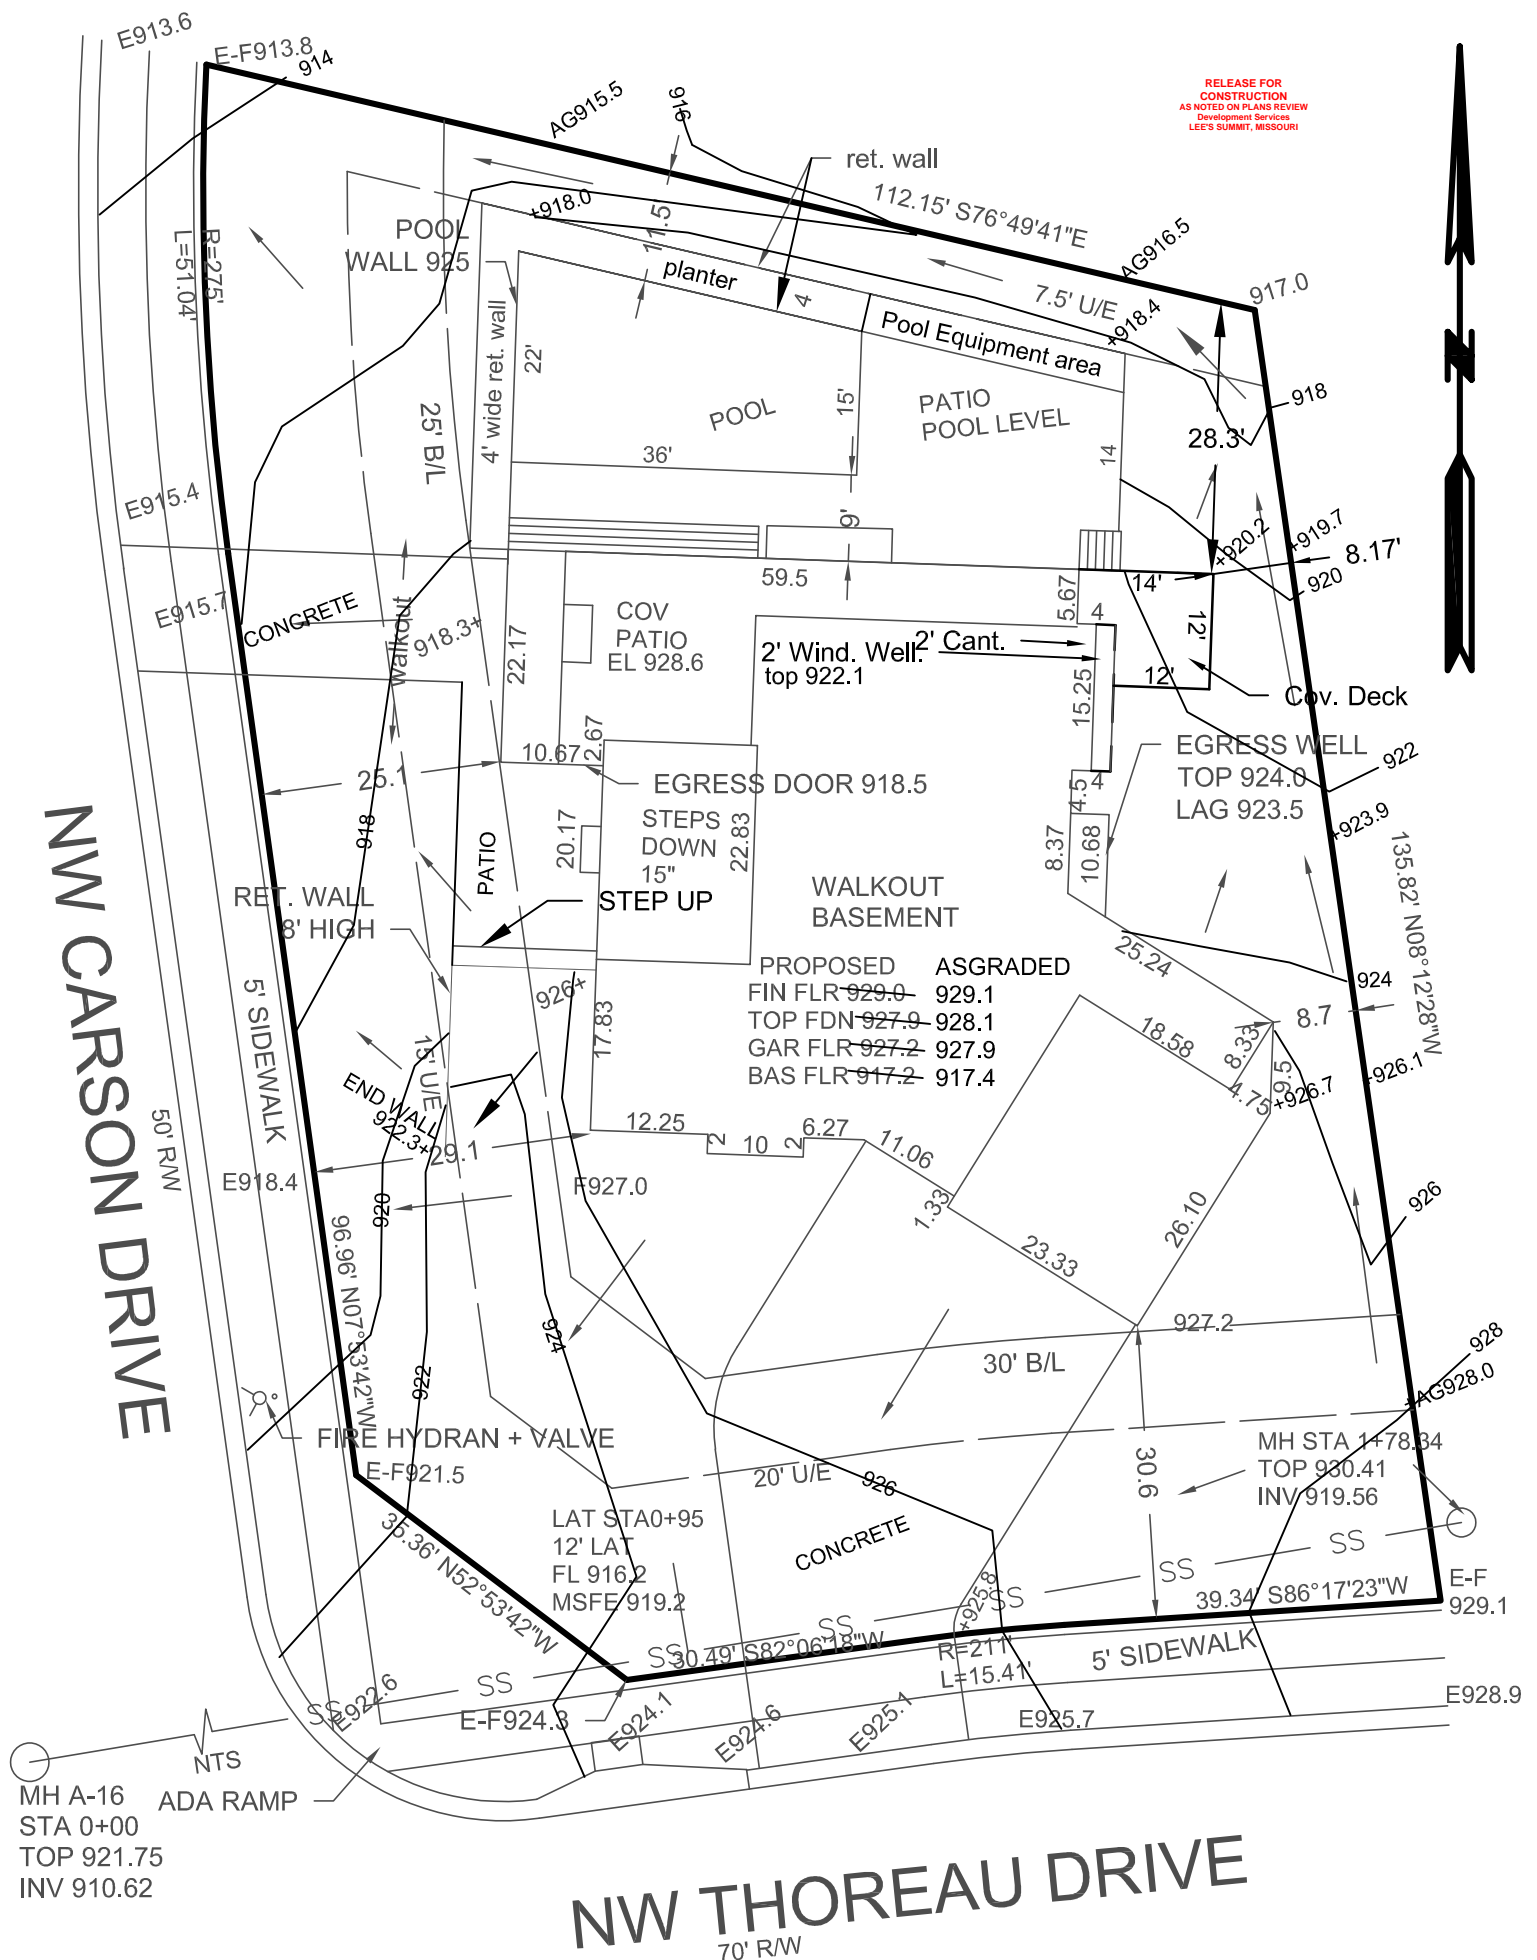 E913.6
E-F913.8
914
AG915.5
916
RELEASE FOR
CONSTRUCTION
AS NOTED ON PLANS REVIEW
Development Services
LEE'S SUMMIT, MISSOURI
ret. wall
112.15' S76°49'41"E
+918.0
11.5'
POOL
WALL 925
planter
4
AG916.5
917.0
7.5' U/E
+918.4
R=275'
L=51.04'
Pool Equipment area
4' wide ret. wall
22'
15'
POOL
PATIO
POOL LEVEL
918
28.3'
25' B/L
36'
14
N
E915.4
9'
+920.2
+919.7
8.17'
59.5
14'
920
E915.7
CONCRETE
walkout
918.3+
COV
PATIO
EL 928.6
22.17
5.67
4
12'
2' Wind. Well.
top 922.1
2' Cant.
15.25
12'
Cov. Deck
10.67
2.67
EGRESS WELL
TOP 924.0
LAG 923.5
922
25.1
EGRESS DOOR 918.5
4
4.5
918
STEPS
DOWN
15"
20.17
22.83
8.37
10.68
+923.9
135.82' N08°12'28"W
PATIO
RET. WALL
8' HIGH
STEP UP
WALKOUT
BASEMENT
NW CARSON DRIVE
25.24
924
PROPOSED ASGRADED
FIN FLR 929.0 929.1
TOP FDN 927.9 928.1
GAR FLR 927.2 927.9
BAS FLR 917.2 917.4
926+
17.83
5' SIDEWALK
18.58
8.33
8.7
15' U/E
9.5
4.75
+926.7
+926.1
END WALL
922.3+
50' R/W
29.1
12.25
2
10
2
6.27
11.06
E918.4
920
F927.0
1.33
23.33
26.10
926
96.96' N07°53'42"W
924
927.2
30' B/L
928
922
+AG928.0
FIRE HYDRAN + VALVE
E-F921.5
20' U/E
926
30.6
MH STA 1+78.34
TOP 930.41
INV 919.56
35.36' N52°53'42"W
LAT STA0+95
12' LAT
FL 916.2
MSFE 919.2
CONCRETE
SS
SS
+925.8
SS
39.34' S86°17'23"W
E-F
929.1
SS
SS
30.49' S82°06'18"W
R=211'
L=15.41'
5' SIDEWALK
SS
SS
E922.6
E-F924.3
E924.1
E924.6
E925.1
E925.7
E928.9
NTS
MH A-16
STA 0+00
TOP 921.75
INV 910.62
ADA RAMP
NW THOREAU DRIVE
70' R/W